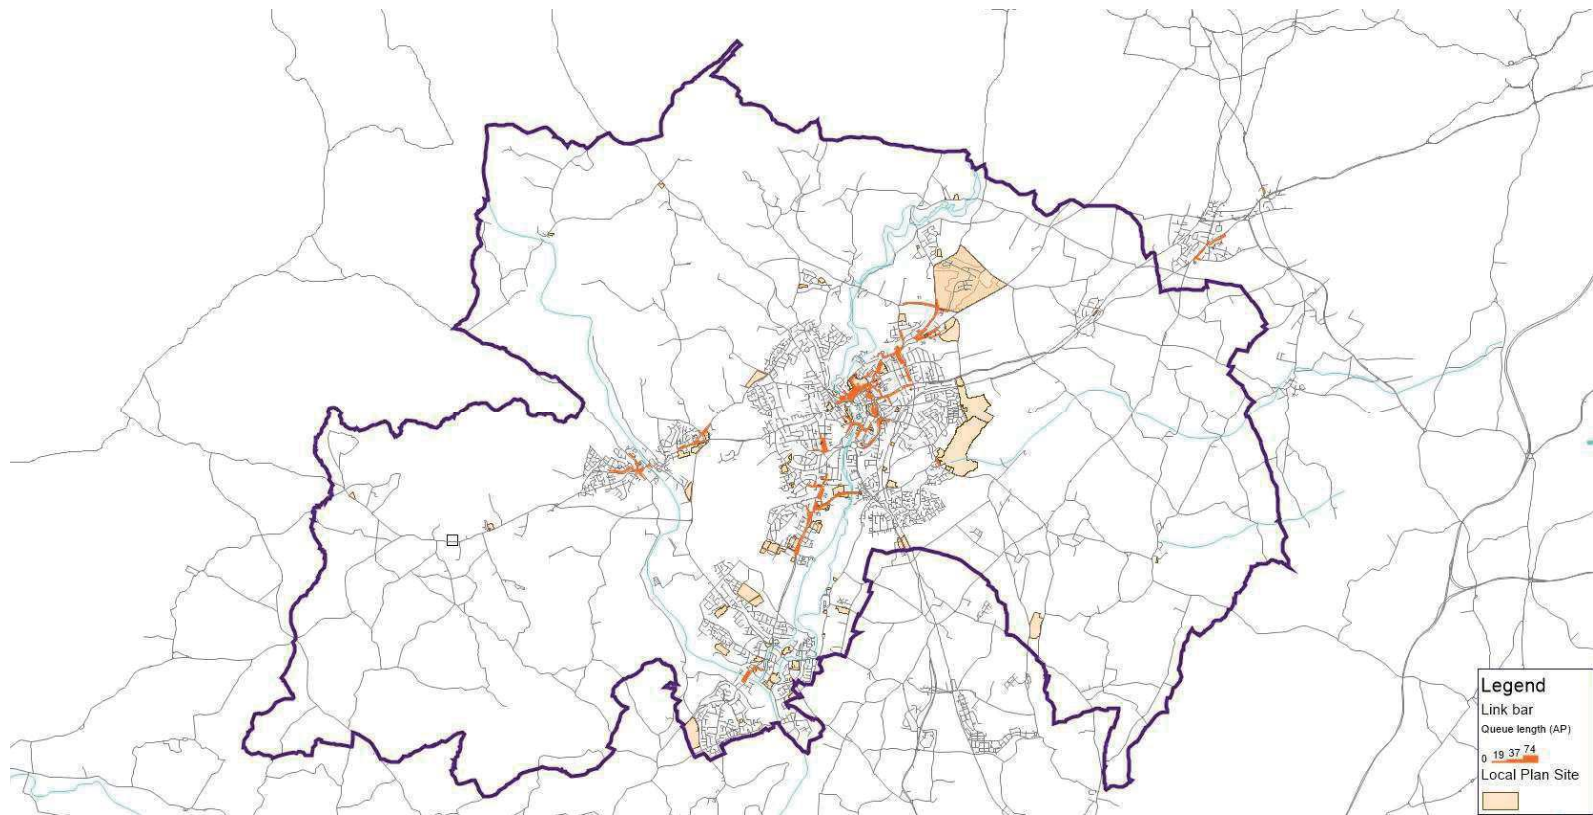 Legend
Link bar
Queue length (AP)
0 19 37 74
Local Plan Site